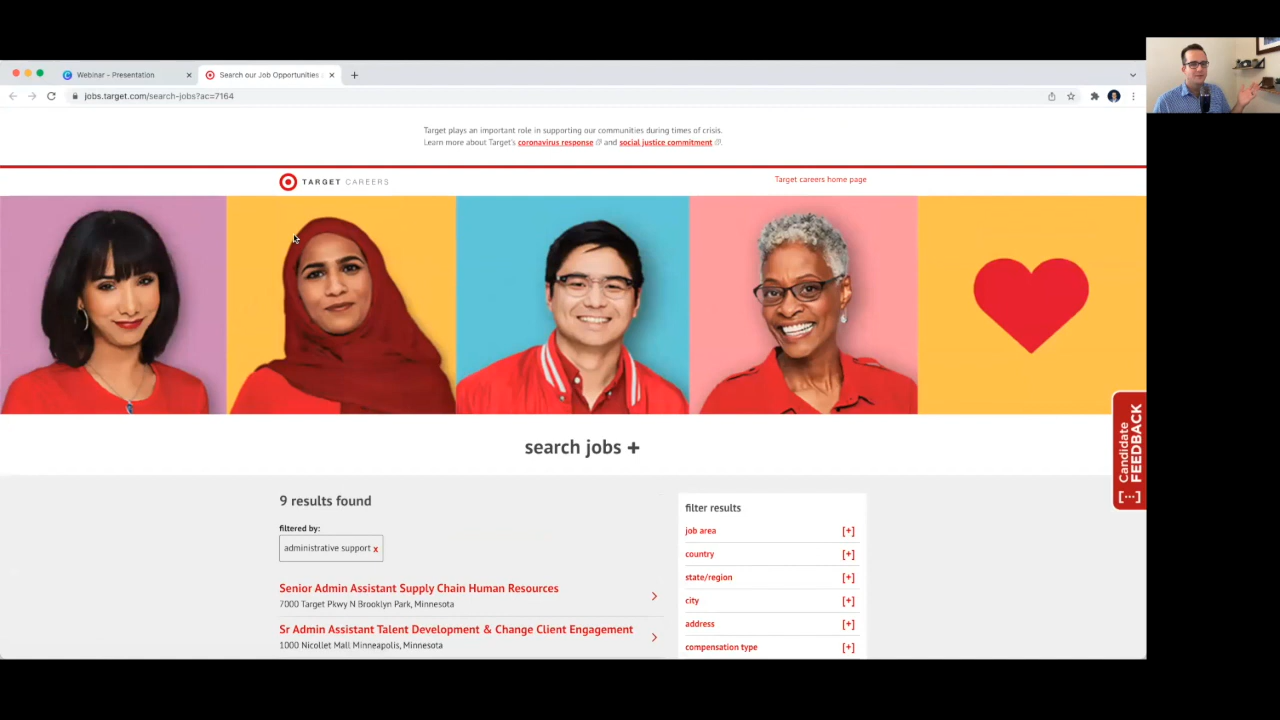 Webinar - Presentation
Search our Job Opportunities
jobs.target.com/search-jobs?ac=7164
Target plays an important role in supporting our communities during times of crisis.
Learn more about Target's coronavirus response and social justice commitment
TARGET CAREERS
Target careers home page
search jobs +
Candidate
FEEDBACK
[...]
9 results found
filtered by:
administrative support x
Senior Admin Assistant Supply Chain Human Resources
7000 Target Pkwy N Brooklyn Park, Minnesota
Sr Admin Assistant Talent Development & Change Client Engagement
1000 Nicollet Mall Minneapolis, Minnesota
filter results
job area [+]
country [+]
state/region [+]
city [+]
address [+]
compensation type [+]